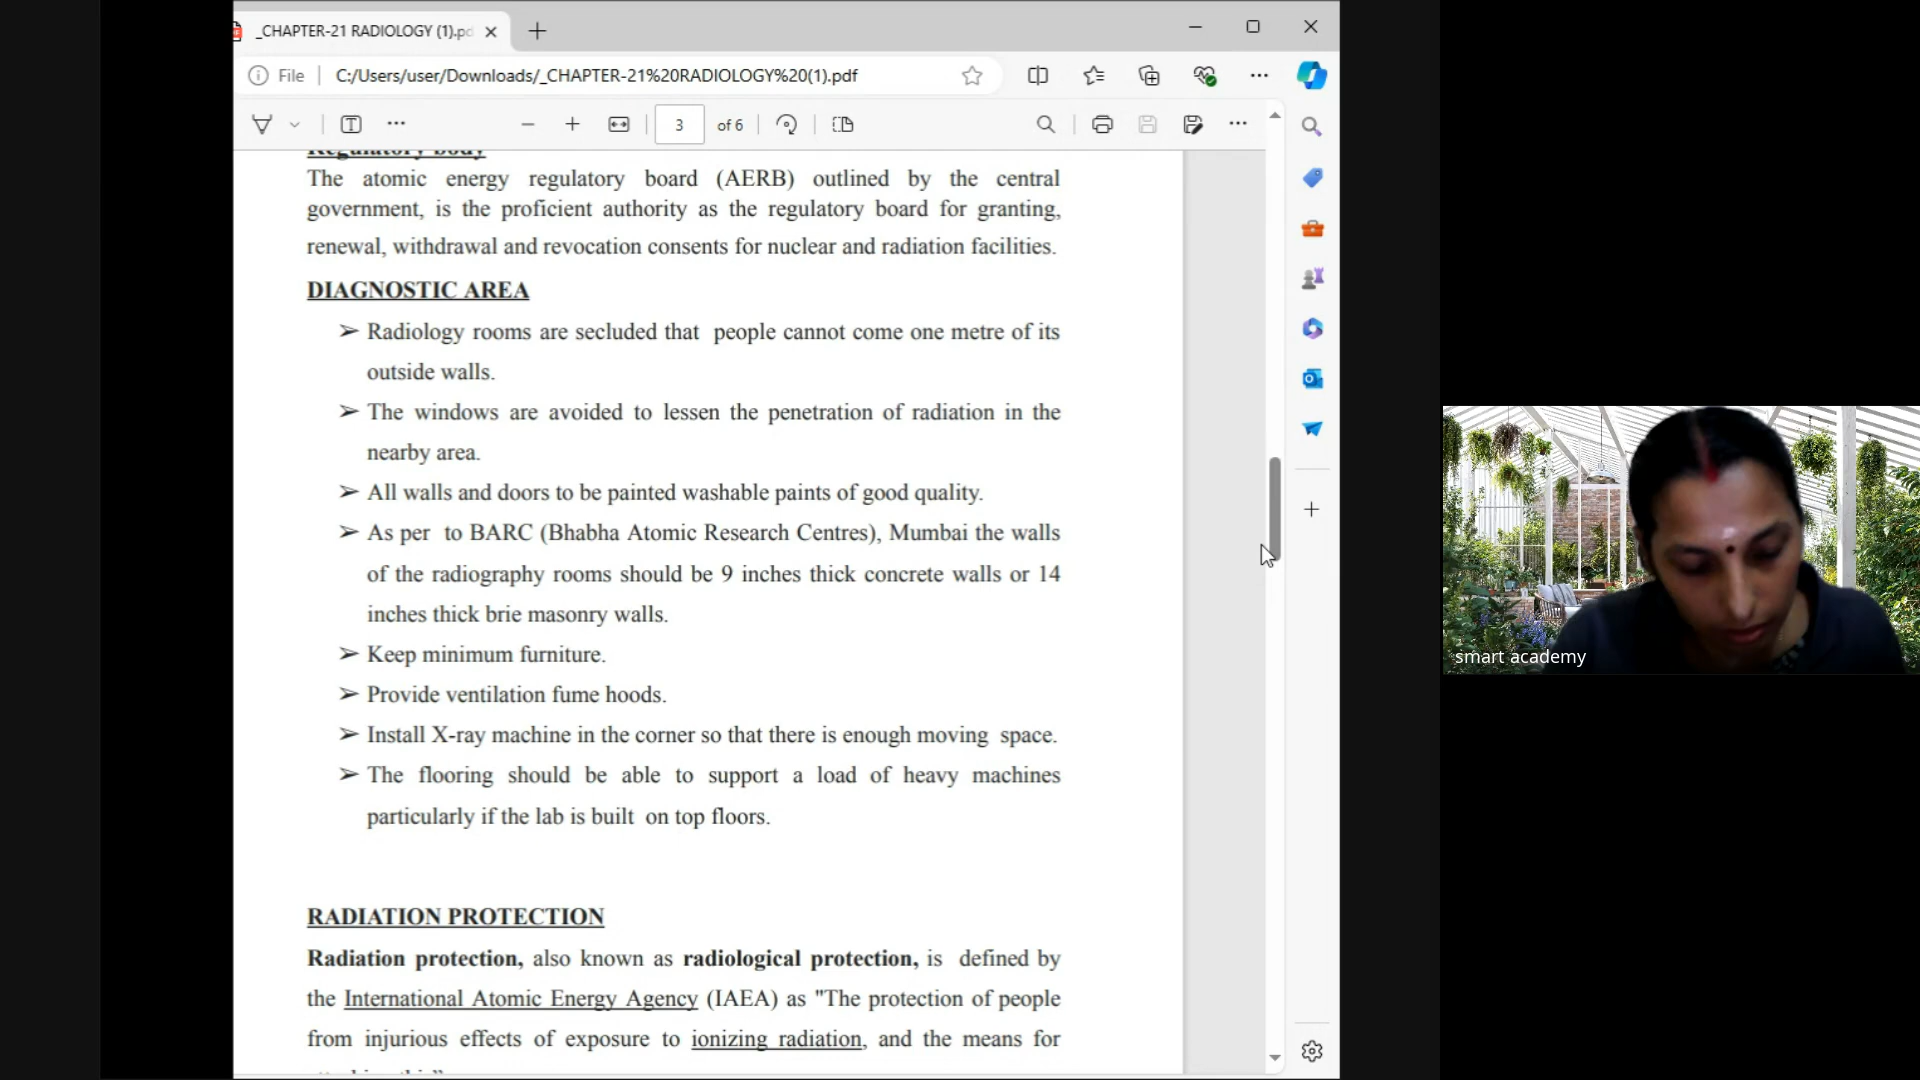 _CHAPTER-21 RADIOLOGY (1).pd
File
C:/Users/user/Downloads/_CHAPTER-21%20RADIOLOGY%20(1).pdf
3 of 6
Regulatory body
The atomic energy regulatory board (AERB) outlined by the central
government, is the proficient authority as the regulatory board for granting,
renewal, withdrawal and revocation consents for nuclear and radiation facilities.
DIAGNOSTIC AREA
➢ Radiology rooms are secluded that people cannot come one metre of its
outside walls.
➢ The windows are avoided to lessen the penetration of radiation in the
nearby area.
➢ All walls and doors to be painted washable paints of good quality.
➢ As per to BARC (Bhabha Atomic Research Centres), Mumbai the walls
of the radiography rooms should be 9 inches thick concrete walls or 14
inches thick brie masonry walls.
➢ Keep minimum furniture.
➢ Provide ventilation fume hoods.
➢ Install X-ray machine in the corner so that there is enough moving space.
➢ The flooring should be able to support a load of heavy machines
particularly if the lab is built on top floors.
RADIATION PROTECTION
Radiation protection, also known as radiological protection, is defined by
the International Atomic Energy Agency (IAEA) as "The protection of people
from injurious effects of exposure to ionizing radiation, and the means for
smart academy